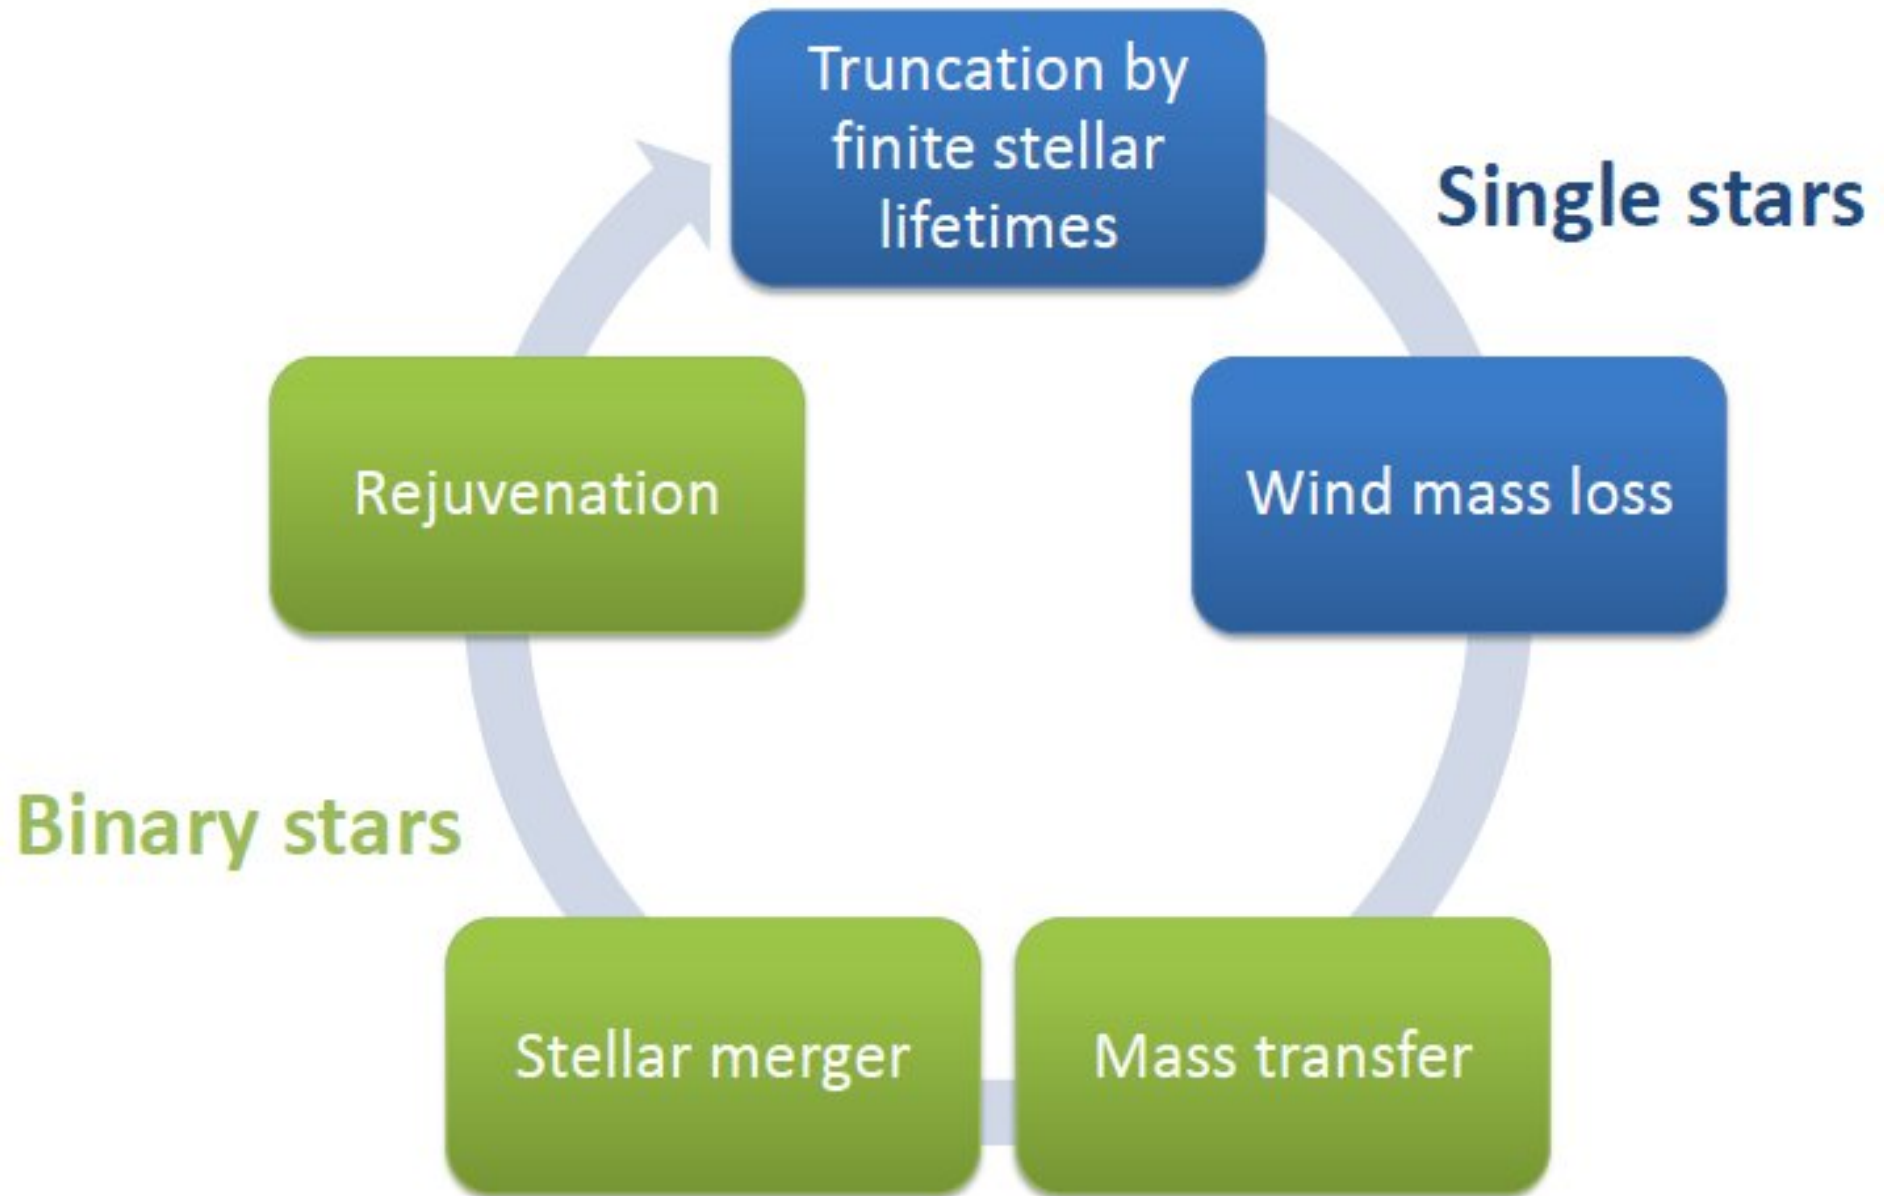 Truncation by
finite stellar
lifetimes
Single stars
Rejuvenation
Wind mass loss
Binary stars
Stellar merger
Mass transfer